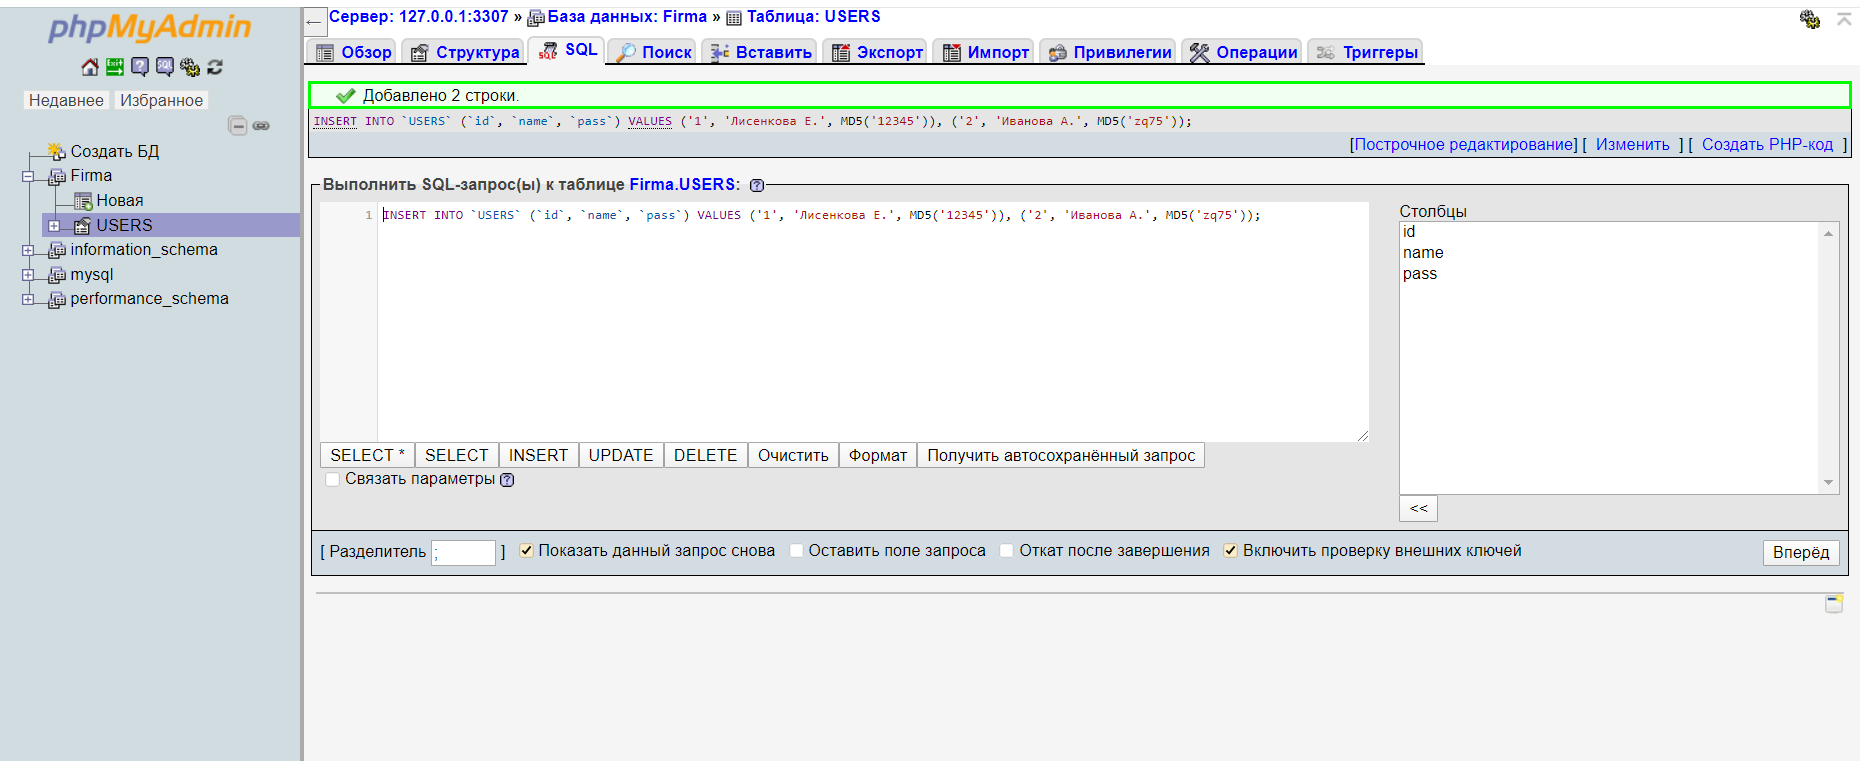 phpMyAdmin
Недавнее Избранное
Создать БД
Firma
Новая
USERS
information_schema
mysql
performance_schema
Сервер: 127.0.0.1:3307 » База данных: Firma » Таблица: USERS
Обзор Структура SQL Поиск Вставить Экспорт Импорт Привилегии Операции Триггеры
Добавлено 2 строки.
INSERT INTO `USERS` (`id`, `name`, `pass`) VALUES ('1', 'Лисенкова Е.', MD5('12345')), ('2', 'Иванова А.', MD5('zq75'));
[Построчное редактирование] [ Изменить ] [ Создать PHP-код ]
Выполнить SQL-запрос(ы) к таблице Firma.USERS:
1 INSERT INTO `USERS` (`id`, `name`, `pass`) VALUES ('1', 'Лисенкова Е.', MD5('12345')), ('2', 'Иванова А.', MD5('zq75'));
Столбцы
id
name
pass
SELECT * SELECT INSERT UPDATE DELETE Очистить Формат Получить автосохранённый запрос
Связать параметры
<<
[ Разделитель ; ] Показать данный запрос снова Оставить поле запроса Откат после завершения Включить проверку внешних ключей Вперёд